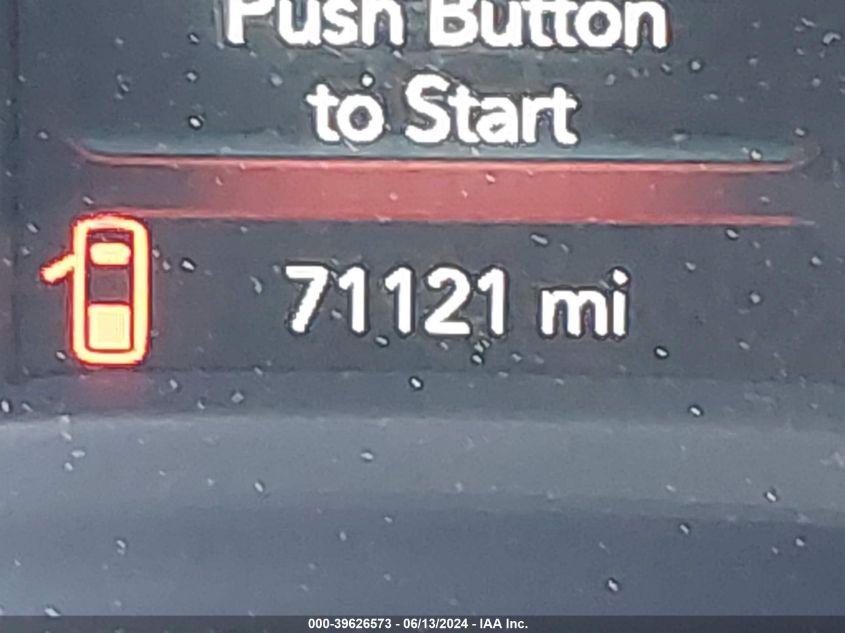 Push Button
to Start
71121 mi
000-39626573 - 06/13/2024 - IAA Inc.